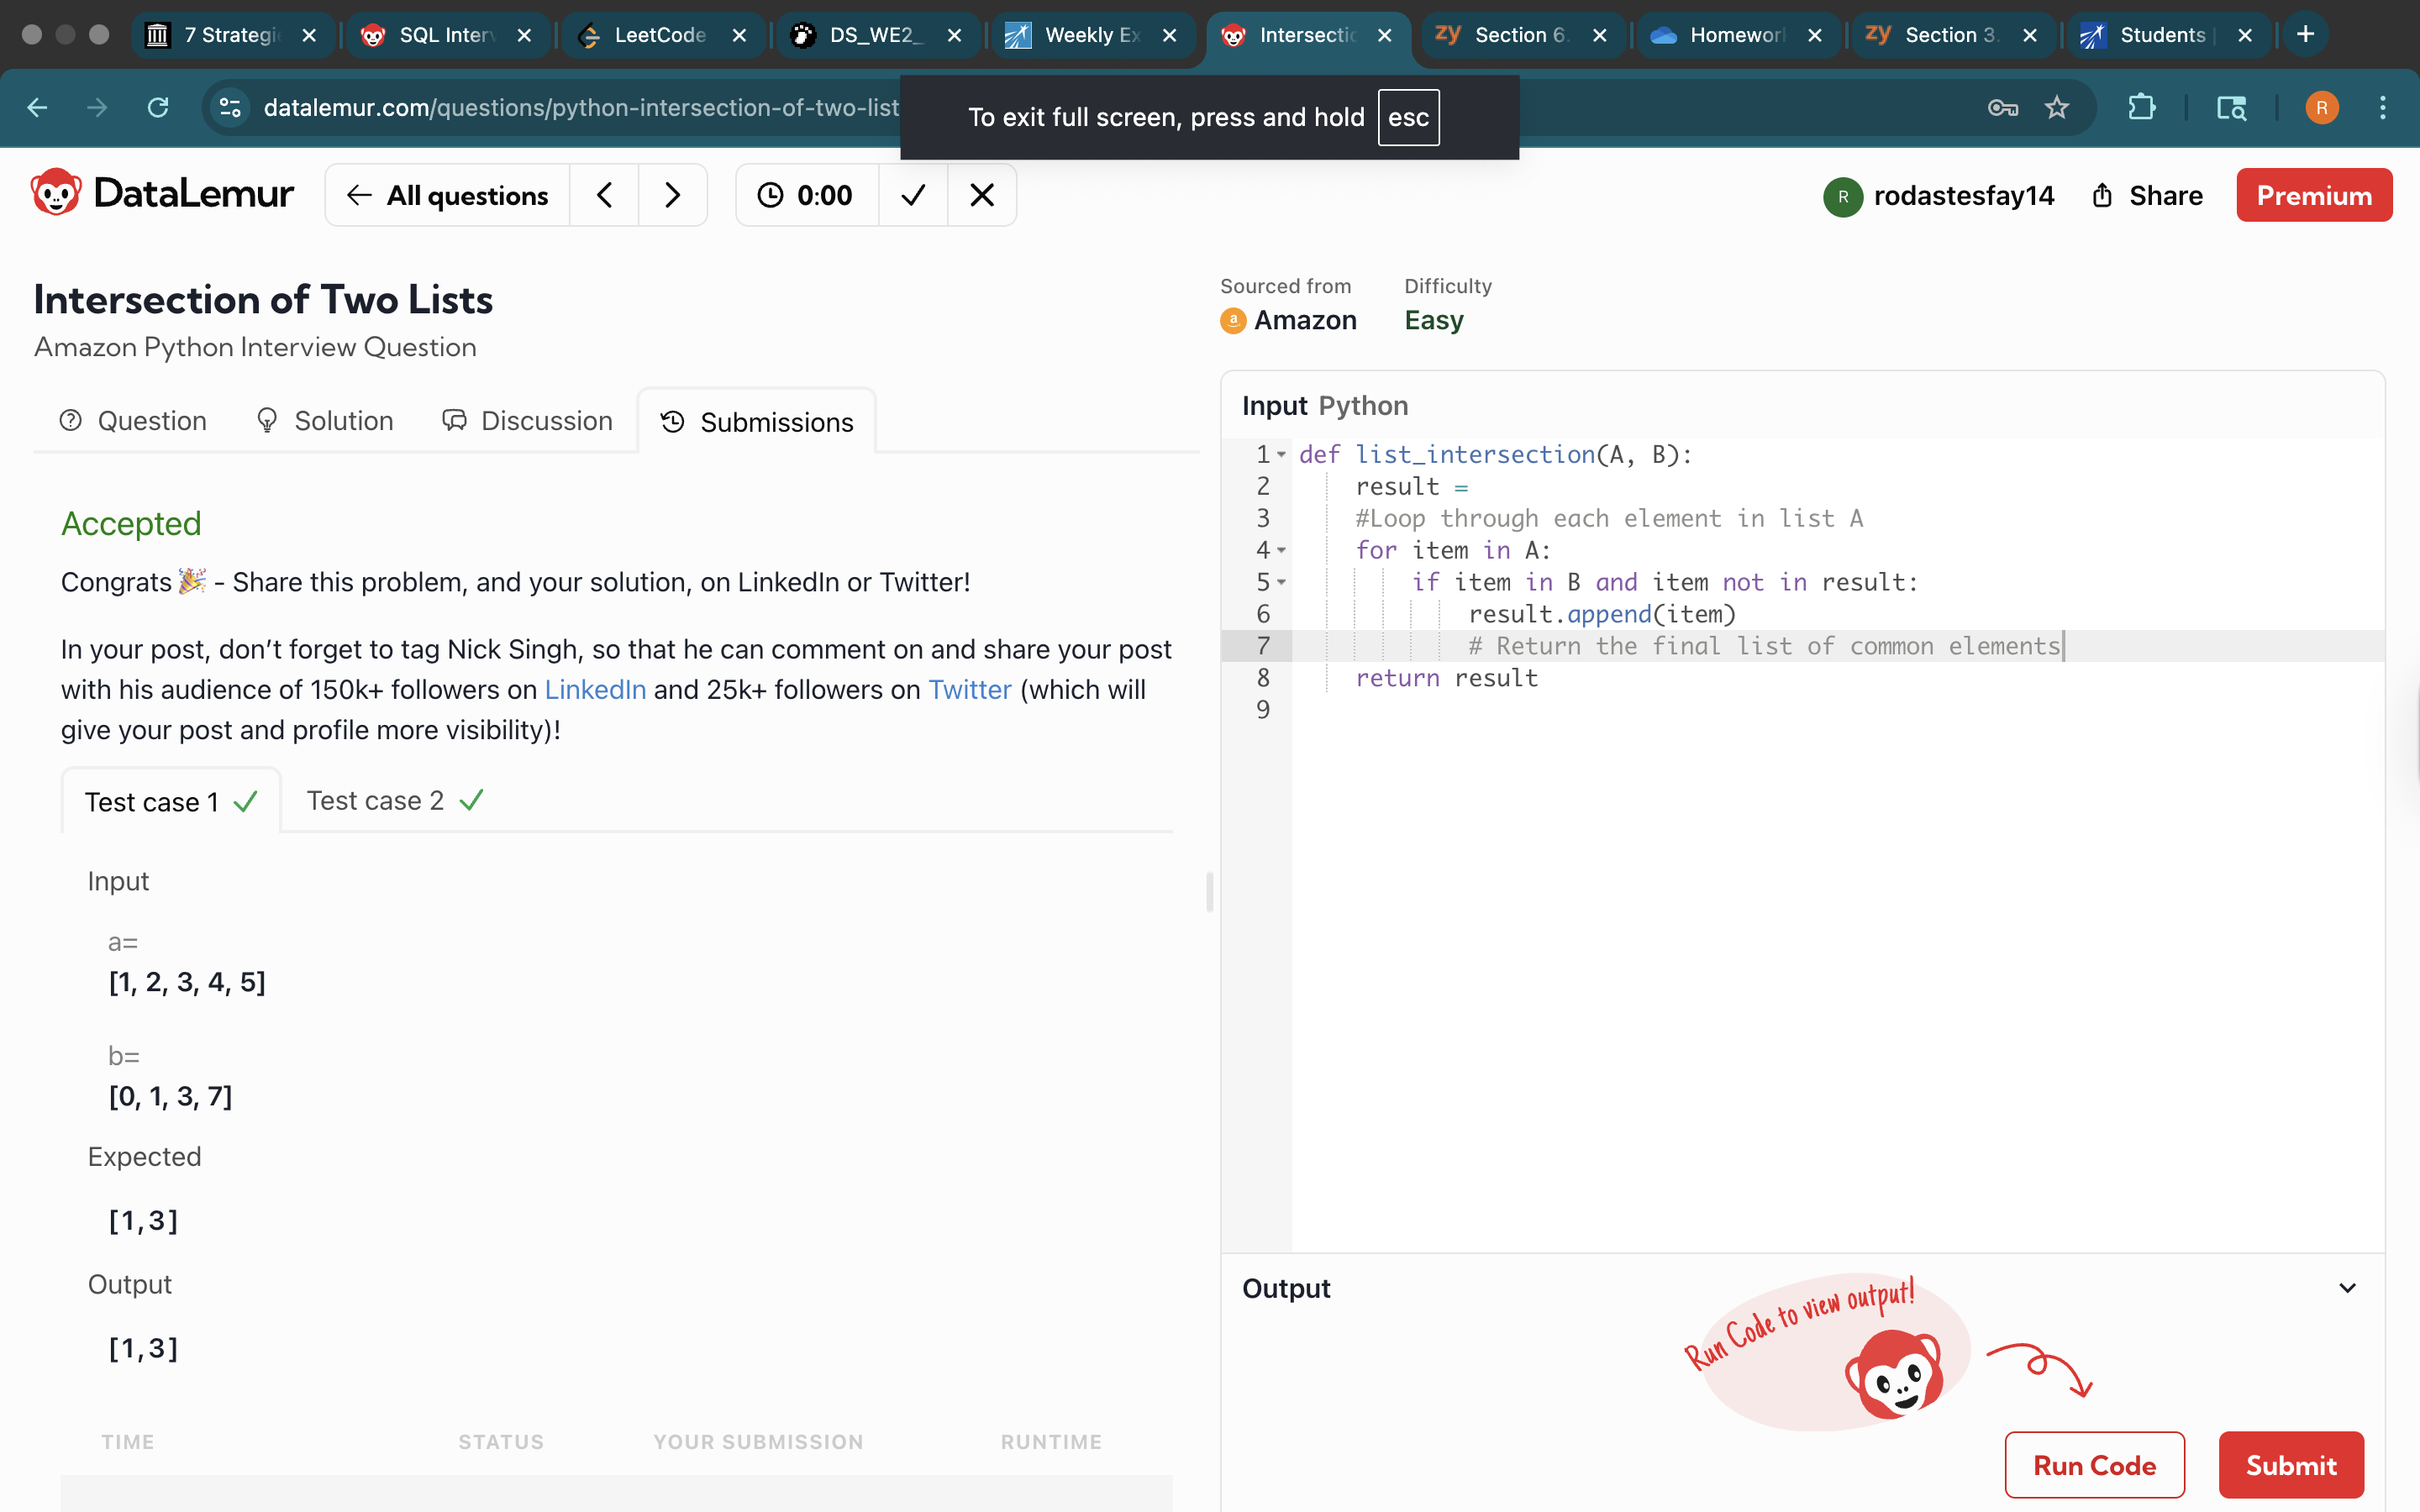 7 Strategi
SQL Interv
LeetCode
DS_WE2_
Weekly Ex
Intersectio
zy Section 6.
Homework
zy Section 3.
Students |
datalemur.com/questions/python-intersection-of-two-list
To exit full screen, press and hold esc
R
DataLemur
All questions
0:00
R rodastesfay14
Share
Premium
Intersection of Two Lists
Amazon Python Interview Question
Sourced from
a Amazon
Difficulty
Easy
Question
Solution
Discussion
Submissions
Accepted
Congrats 🎉 - Share this problem, and your solution, on LinkedIn or Twitter!
In your post, don’t forget to tag Nick Singh, so that he can comment on and share your post
with his audience of 150k+ followers on LinkedIn and 25k+ followers on Twitter (which will
give your post and profile more visibility)!
Test case 1
Test case 2
Input
a=
[1, 2, 3, 4, 5]
b=
[0, 1, 3, 7]
Expected
[1,3]
Output
[1,3]
TIME STATUS YOUR SUBMISSION RUNTIME
Input Python
1 def list_intersection(A, B):
2 result =
3 #Loop through each element in list A
4 for item in A:
5 if item in B and item not in result:
6 result.append(item)
7 # Return the final list of common elements
8 return result
9
Output
Run Code to view output!
Run Code
Submit